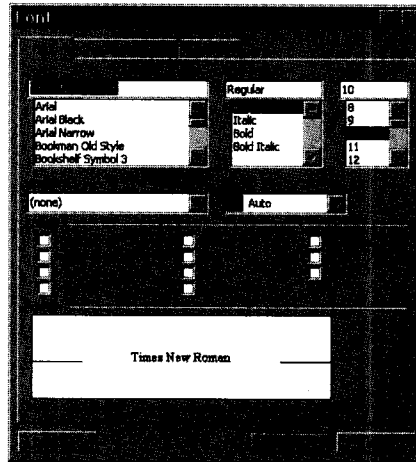 Font
Regular 10
Arial
Arial Black
Arial Narrow
Bookman Old Style
Bookshelf Symbol 3
Italic
Bold
Bold Italic
8
9
11
12
(none)
Auto
Times New Roman